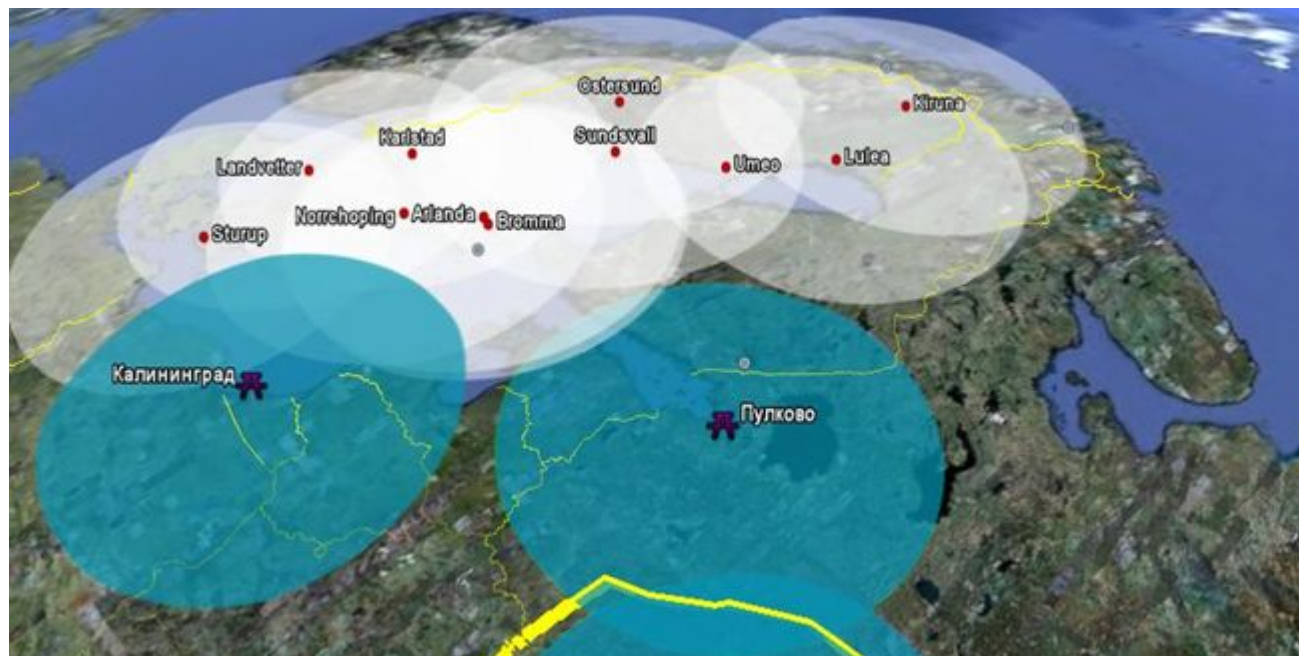 Ostersund
Kiruna
Karlstad
Sundsvall
Landvetter
Umeo
Lulea
Norrchoping
Arlanda
Bromma
Sturup
Калининград
Пулково